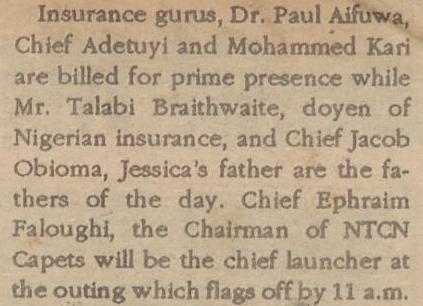 Insurance gurus, Dr. Paul Aifuwa,
Chief Adetuyi and Mohammed Kari
are billed for prime presence while
Mr. Talabi Braithwaite, doyen of
Nigerian insurance, and Chief Jacob
Obioma, Jessica's father are the fa-
thers of the day. Chief Ephraim
Faloughi, the Chairman of NTCN
Capets will be the chief launcher at
the outing which flags off by 11 a.m.